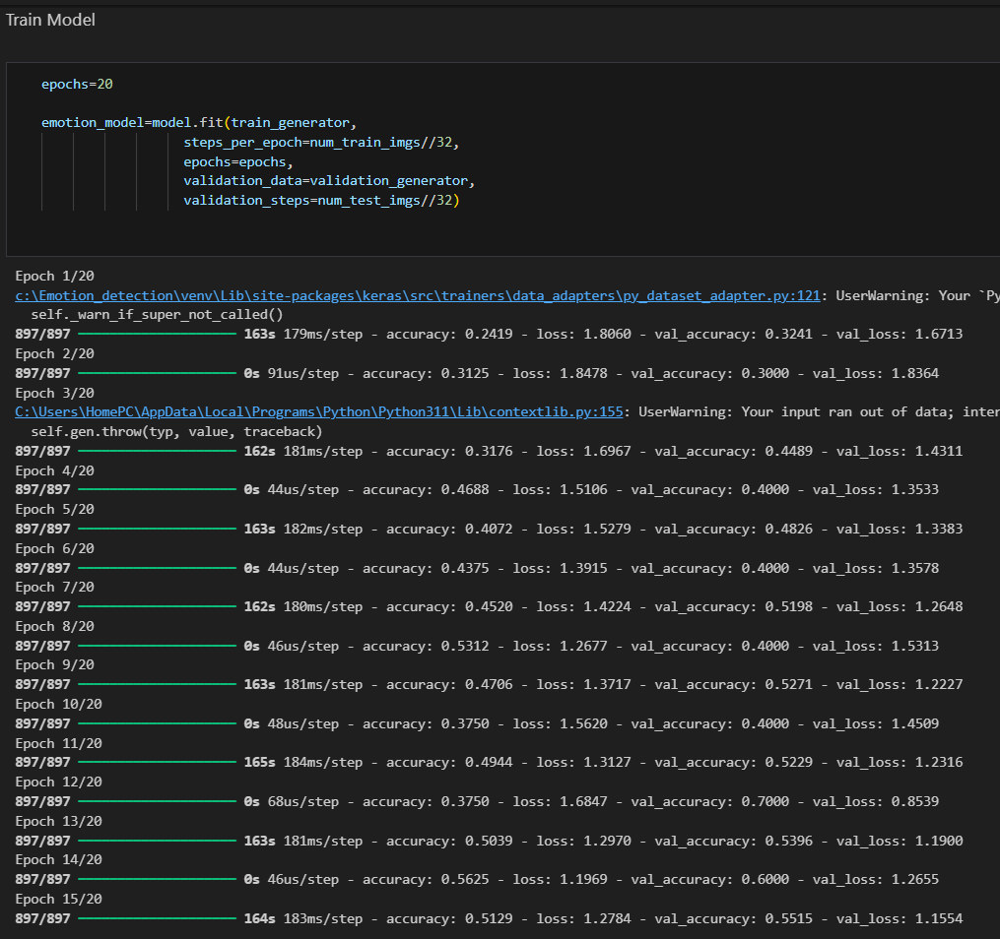 Train Model
epochs=20
emotion_model=model.fit(train_generator,
steps_per_epoch=num_train_imgs//32,
epochs=epochs,
validation_data=validation_generator,
validation_steps=num_test_imgs//32)
Epoch 1/20
c:\Emotion_detection\venv\Lib\site-packages\keras\src\trainers\data_adapters\py_dataset_adapter.py:121: UserWarning: Your `Py
self._warn_if_super_not_called()
897/897 163s 179ms/step - accuracy: 0.2419 - loss: 1.8060 - val_accuracy: 0.3241 - val_loss: 1.6713
Epoch 2/20
897/897 0s 91us/step - accuracy: 0.3125 - loss: 1.8478 - val_accuracy: 0.3000 - val_loss: 1.8364
Epoch 3/20
C:\Users\HomePC\AppData\Local\Programs\Python\Python311\Lib\contextlib.py:155: UserWarning: Your input ran out of data; inter
self.gen.throw(typ, value, traceback)
897/897 162s 181ms/step - accuracy: 0.3176 - loss: 1.6967 - val_accuracy: 0.4489 - val_loss: 1.4311
Epoch 4/20
897/897 0s 44us/step - accuracy: 0.4688 - loss: 1.5106 - val_accuracy: 0.4000 - val_loss: 1.3533
Epoch 5/20
897/897 163s 182ms/step - accuracy: 0.4072 - loss: 1.5279 - val_accuracy: 0.4826 - val_loss: 1.3383
Epoch 6/20
897/897 0s 44us/step - accuracy: 0.4375 - loss: 1.3915 - val_accuracy: 0.4000 - val_loss: 1.3578
Epoch 7/20
897/897 162s 180ms/step - accuracy: 0.4520 - loss: 1.4224 - val_accuracy: 0.5198 - val_loss: 1.2648
Epoch 8/20
897/897 0s 46us/step - accuracy: 0.5312 - loss: 1.2677 - val_accuracy: 0.4000 - val_loss: 1.5313
Epoch 9/20
897/897 163s 181ms/step - accuracy: 0.4706 - loss: 1.3717 - val_accuracy: 0.5271 - val_loss: 1.2227
Epoch 10/20
897/897 0s 48us/step - accuracy: 0.3750 - loss: 1.5620 - val_accuracy: 0.4000 - val_loss: 1.4509
Epoch 11/20
897/897 165s 184ms/step - accuracy: 0.4944 - loss: 1.3127 - val_accuracy: 0.5229 - val_loss: 1.2316
Epoch 12/20
897/897 0s 68us/step - accuracy: 0.3750 - loss: 1.6847 - val_accuracy: 0.7000 - val_loss: 0.8539
Epoch 13/20
897/897 163s 181ms/step - accuracy: 0.5039 - loss: 1.2970 - val_accuracy: 0.5396 - val_loss: 1.1900
Epoch 14/20
897/897 0s 46us/step - accuracy: 0.5625 - loss: 1.1969 - val_accuracy: 0.6000 - val_loss: 1.2655
Epoch 15/20
897/897 164s 183ms/step - accuracy: 0.5129 - loss: 1.2784 - val_accuracy: 0.5515 - val_loss: 1.1554